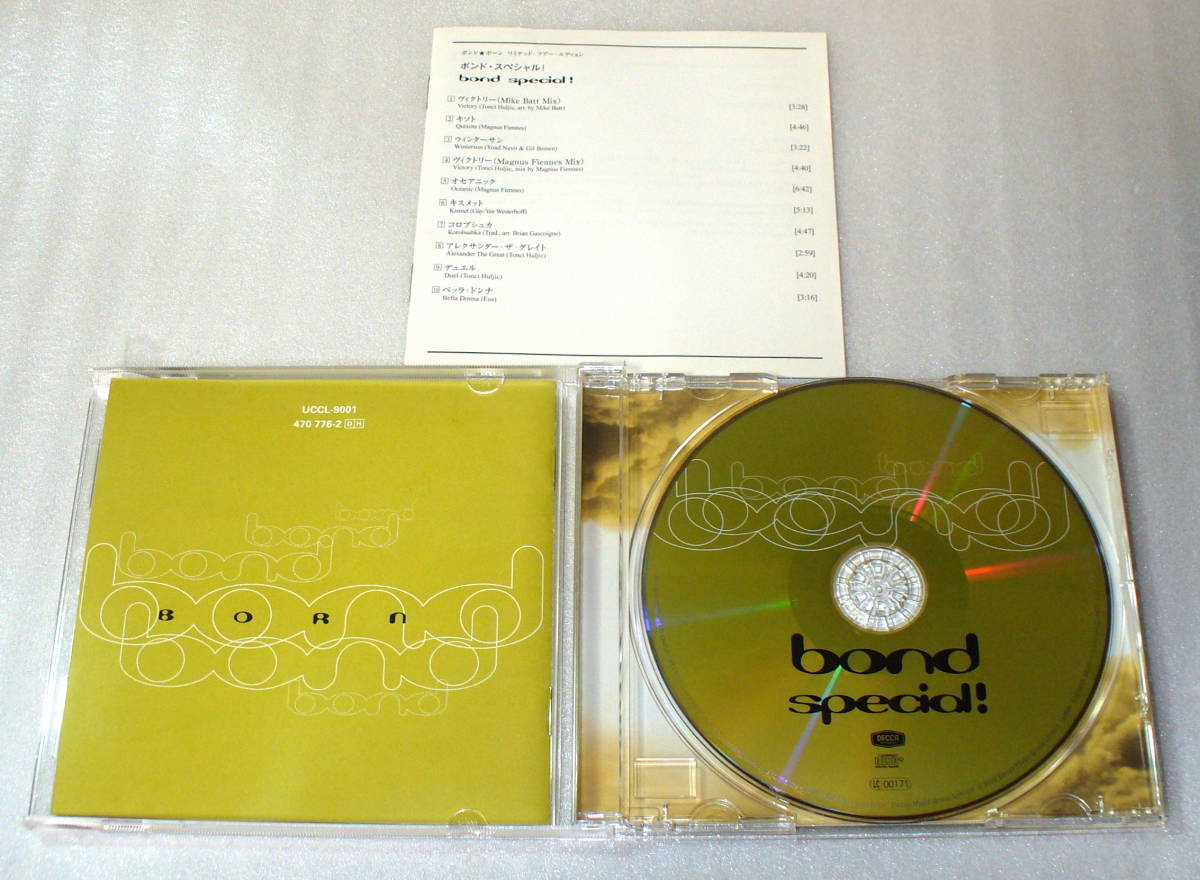 ボンド★ボーン リミテッド・ツアー・エディション
ボンド・スペシャル!
bond special!
1 ヴィクトリー(Mike Batt Mix)
Victory (Tonci Huljic, arr. by Mike Batt) [3:28]
2 キソト
Quixote (Magnus Fiennes) [4:46]
3 ウィンターサン
Wintersun (Yoad Nevo & Gil Brown) [3:22]
4 ヴィクトリー(Magnus Fiennes Mix)
Victory (Tonci Huljic, mix by Magnus Fiennes) [4:40]
5 オセアニック
Oceanic (Magnus Fiennes) [6:42]
6 キスメット
Kismet (Gay-Yee Westerhoff) [5:13]
7 コロブシュカ
Korobushka (Trad., arr. Brian Gascoigne) [4:47]
8 アレクサンダー・ザ・グレイト
Alexander The Great (Tonci Huljic) [2:59]
9 デュエル
Duel (Tonci Huljic) [4:20]
10 ベッラ・ドンナ
Bella Donna (Eos) [3:16]
UCCL-9001
470 776-2 DH
bond
bond
bond
bond
BORN
bond
bond
bond
bond
bond
bond
special!
DECCA
LC 00171